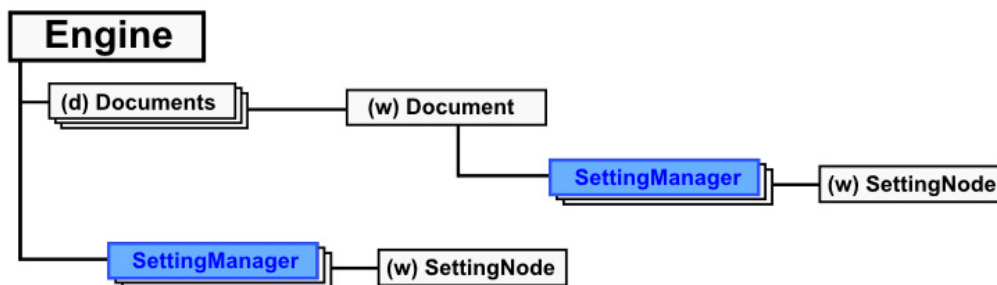 Engine
(d) Documents
(w) Document
SettingManager
(w) SettingNode
SettingManager
(w) SettingNode